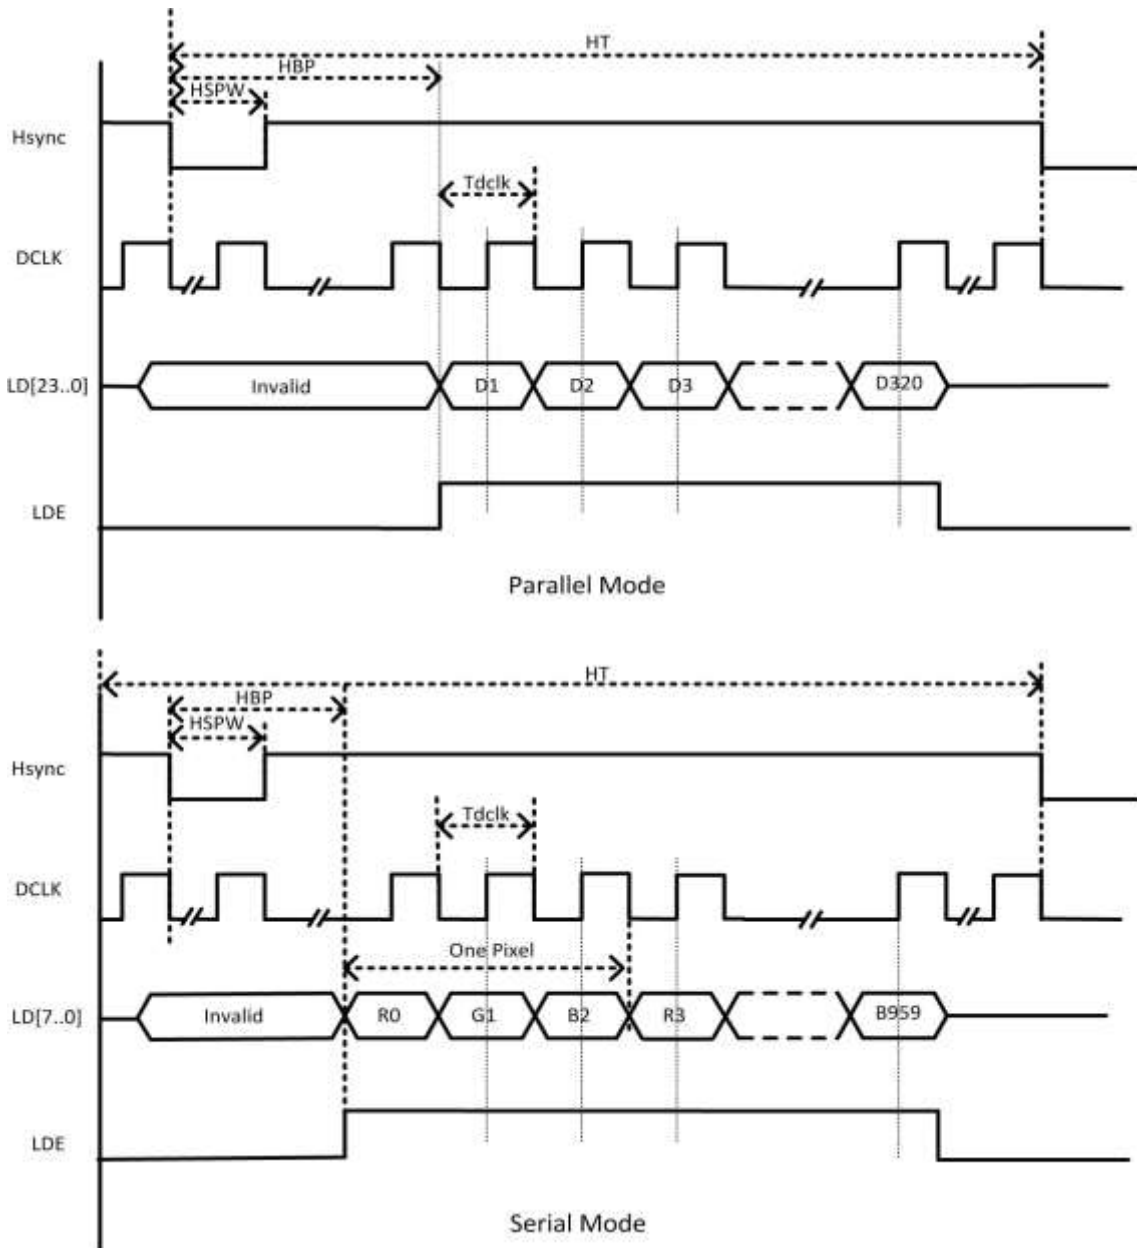 HT
HBP
HSPW
Hsync
Tdclk
DCLK
LD[23..0] Invalid D1 D2 D3 D320
LDE
Parallel Mode
HT
HBP
HSPW
Hsync
Tdclk
DCLK
One Pixel
LD[7..0] Invalid R0 G1 B2 R3 B959
LDE
Serial Mode